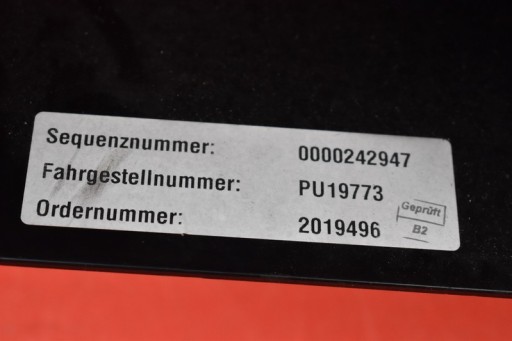 Sequenznummer: 0000242947
Fahrgestellnummer: PU19773
Ordernummer: 2019496
Geprüft
B2